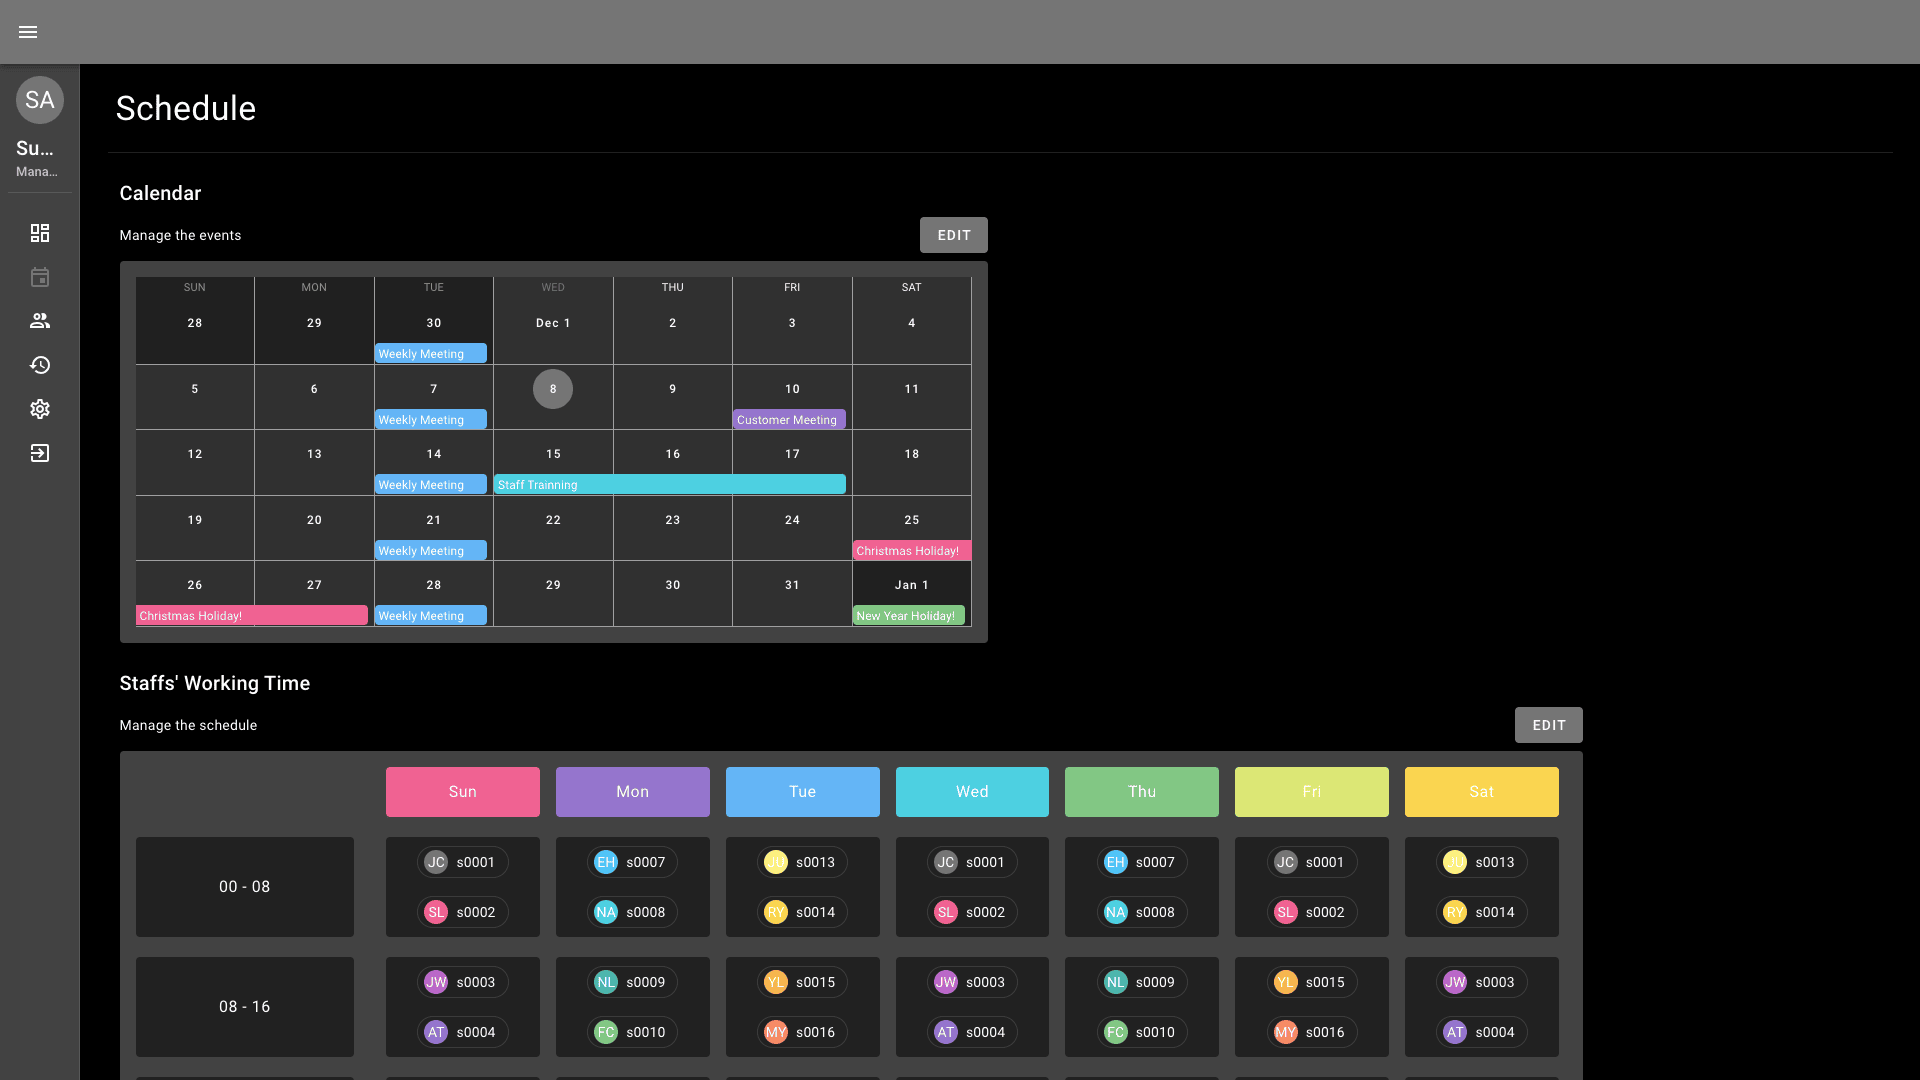 SA
Su...
Mana...
Schedule
Calendar
Manage the events
EDIT
SUN MON TUE WED THU FRI SAT
28 29 30 Dec 1 2 3 4
Weekly Meeting
5 6 7 8 9 10 11
Weekly Meeting Customer Meeting
12 13 14 15 16 17 18
Weekly Meeting Staff Trainning
19 20 21 22 23 24 25
Weekly Meeting Christmas Holiday!
26 27 28 29 30 31 Jan 1
Christmas Holiday! Weekly Meeting New Year Holiday!
Staffs' Working Time
Manage the schedule
EDIT
Sun Mon Tue Wed Thu Fri Sat
00 - 08
JC s0001 EH s0007 JU s0013 JC s0001 EH s0007 JC s0001 JU s0013
SL s0002 NA s0008 RY s0014 SL s0002 NA s0008 SL s0002 RY s0014
08 - 16
JW s0003 NL s0009 YL s0015 JW s0003 NL s0009 YL s0015 JW s0003
AT s0004 FC s0010 MY s0016 AT s0004 FC s0010 MY s0016 AT s0004